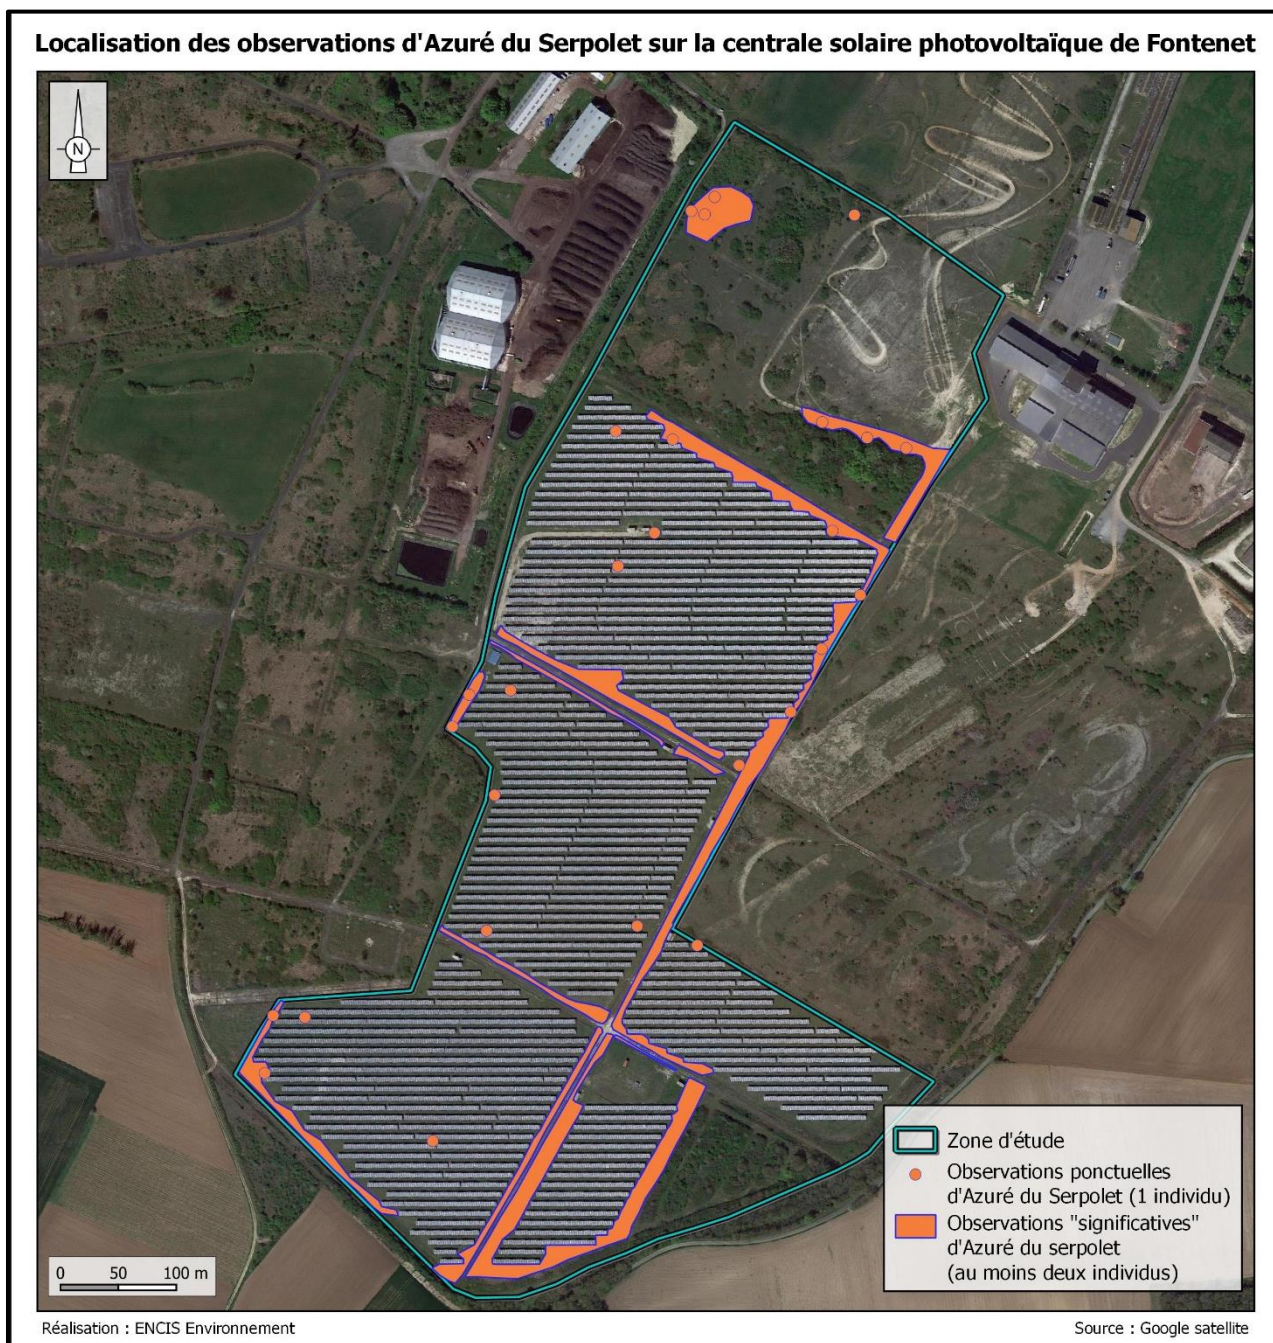 Localisation des observations d'Azuré du Serpolet sur la centrale solaire photovoltaïque de Fontenet
N
Zone d'étude
Observations ponctuelles
d'Azuré du Serpolet (1 individu)
Observations "significatives"
d'Azuré du serpolet
(au moins deux individus)
0 50 100 m
Réalisation : ENCIS Environnement
Source : Google satellite